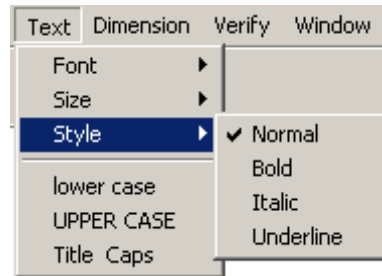 Text Dimension Verify Window
Font
Size
Style
Normal
Bold
Italic
Underline
lower case
UPPER CASE
Title Caps